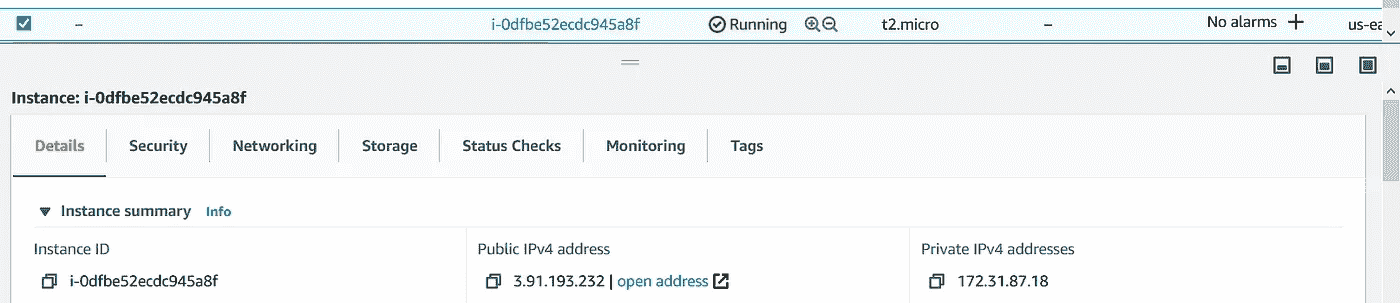 – i-0dfbe52ecdc945a8f Running t2.micro – No alarms + us-ea
Instance: i-0dfbe52ecdc945a8f
Details Security Networking Storage Status Checks Monitoring Tags
Instance summary Info
Instance ID Public IPv4 address Private IPv4 addresses
i-0dfbe52ecdc945a8f 3.91.193.232 | open address 172.31.87.18